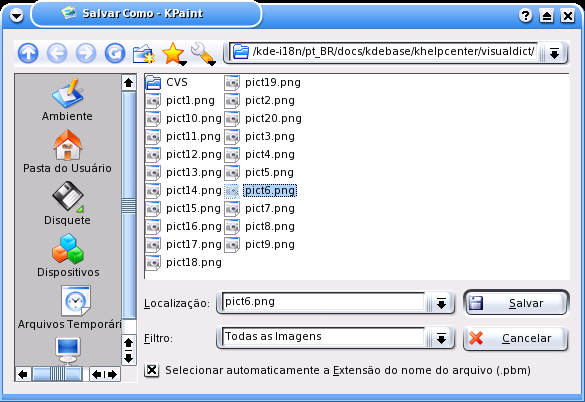 Salvar Como - KPaint
/kde-i18n/pt_BR/docs/kdebase/khelpcenter/visualdict/
Ambiente
Pasta do Usuário
Disquete
Dispositivos
Arquivos Temporári
CVS
pict1.png
pict10.png
pict11.png
pict12.png
pict13.png
pict14.png
pict15.png
pict16.png
pict17.png
pict18.png
pict19.png
pict2.png
pict20.png
pict3.png
pict4.png
pict5.png
pict6.png
pict7.png
pict8.png
pict9.png
Localização: pict6.png
Salvar
Filtro: Todas as Imagens
Cancelar
Selecionar automaticamente a Extensão do nome do arquivo (.pbm)